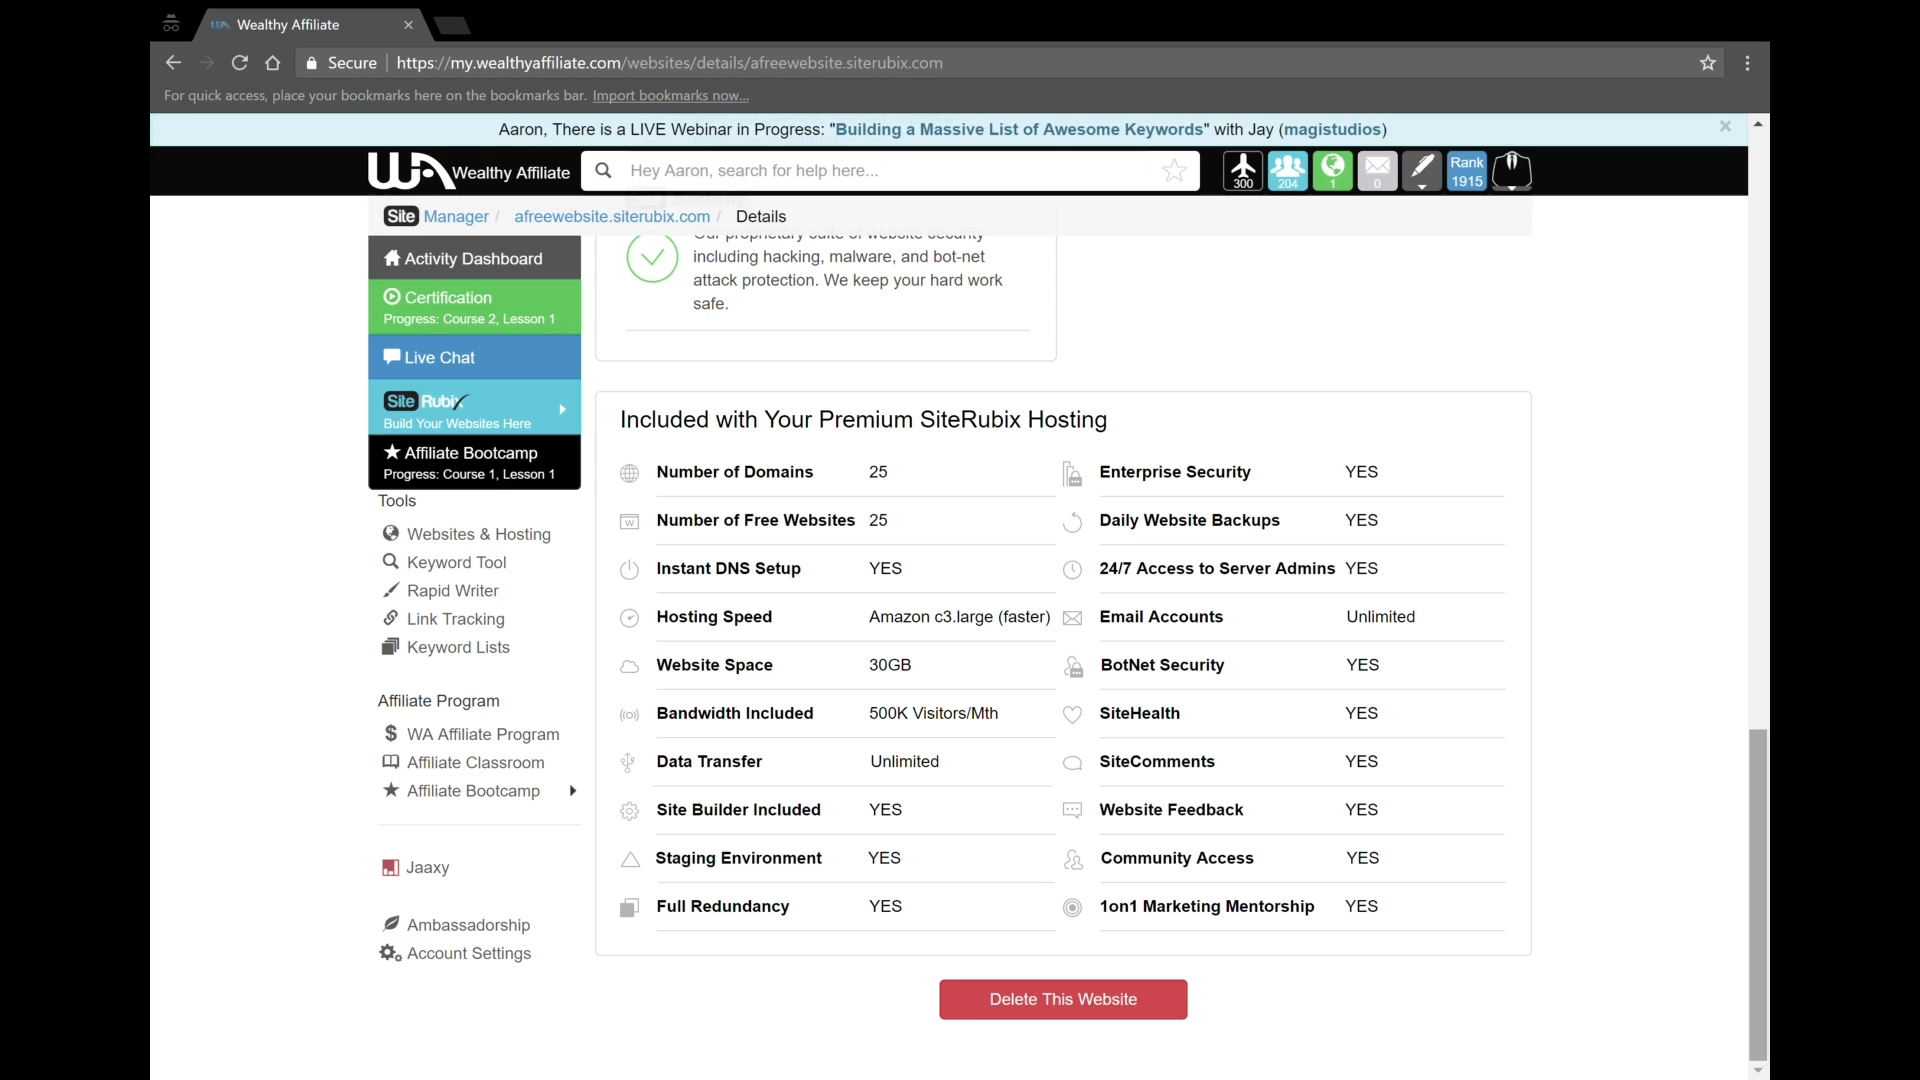 Wealthy Affiliate
Secure
https://my.wealthyaffiliate.com/websites/details/afreewebsite.siterubix.com
For quick access, place your bookmarks here on the bookmarks bar. Import bookmarks now...
Aaron, There is a LIVE Webinar in Progress: "Building a Massive List of Awesome Keywords" with Jay (magistudios)
Wealthy Affiliate
Hey Aaron, search for help here...
300
204
1
0
Rank
1915
Site Manager / afreewebsite.siterubix.com / Details
Our proprietary suite of website security
including hacking, malware, and bot-net
attack protection. We keep your hard work
safe.
Activity Dashboard
Certification
Progress: Course 2, Lesson 1
Live Chat
Site Rubix
Build Your Websites Here
Affiliate Bootcamp
Progress: Course 1, Lesson 1
Tools
Websites & Hosting
Keyword Tool
Rapid Writer
Link Tracking
Keyword Lists
Affiliate Program
WA Affiliate Program
Affiliate Classroom
Affiliate Bootcamp
Jaaxy
Ambassadorship
Account Settings
Included with Your Premium SiteRubix Hosting
Number of Domains 25
Enterprise Security YES
Number of Free Websites 25
Daily Website Backups YES
Instant DNS Setup YES
24/7 Access to Server Admins YES
Hosting Speed Amazon c3.large (faster)
Email Accounts Unlimited
Website Space 30GB
BotNet Security YES
Bandwidth Included 500K Visitors/Mth
SiteHealth YES
Data Transfer Unlimited
SiteComments YES
Site Builder Included YES
Website Feedback YES
Staging Environment YES
Community Access YES
Full Redundancy YES
1on1 Marketing Mentorship YES
Delete This Website